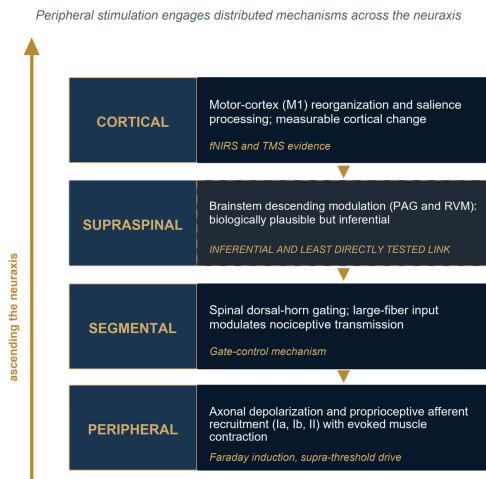 Peripheral stimulation engages distributed mechanisms across the neuraxis
ascending the neuraxis
CORTICAL
Motor-cortex (M1) reorganization and salience
processing; measurable cortical change
fNIRS and TMS evidence
SUPRASPINAL
Brainstem descending modulation (PAG and RVM):
biologically plausible but inferential
INFERENTIAL AND LEAST DIRECTLY TESTED LINK
SEGMENTAL
Spinal dorsal-horn gating; large-fiber input
modulates nociceptive transmission
Gate-control mechanism
PERIPHERAL
Axonal depolarization and proprioceptive afferent
recruitment (Ia, Ib, II) with evoked muscle
contraction
Faraday induction, supra-threshold drive